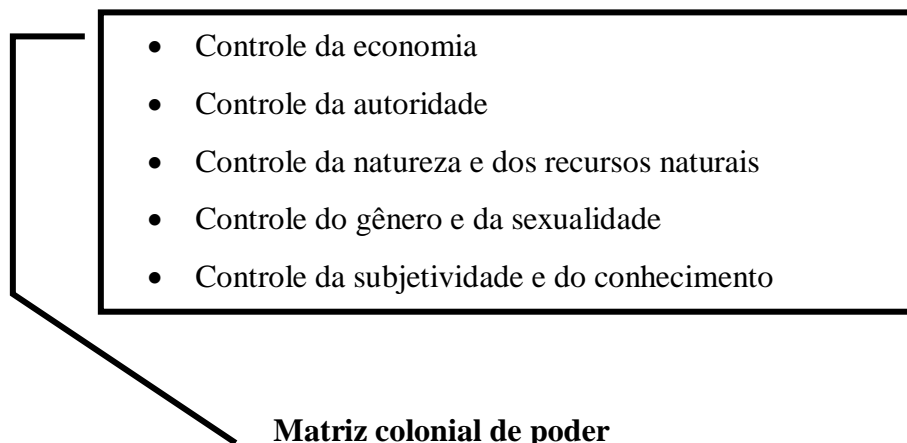 • Controle da economia
• Controle da autoridade
• Controle da natureza e dos recursos naturais
• Controle do gênero e da sexualidade
• Controle da subjetividade e do conhecimento
Matriz colonial de poder